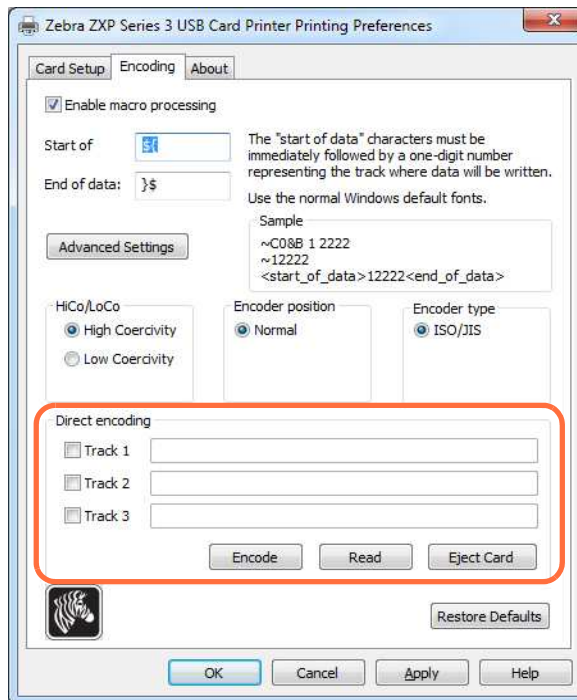 Zebra ZXP Series 3 USB Card Printer Printing Preferences
Card Setup Encoding About
Enable macro processing
Start of ${
End of data: }$
The "start of data" characters must be
immediately followed by a one-digit number
representing the track where data will be written.
Use the normal Windows default fonts.
Advanced Settings
Sample
~C0&B 1 2222
~12222
<start_of_data>12222<end_of_data>
HiCo/LoCo
High Coercivity
Low Coercivity
Encoder position
Normal
Encoder type
ISO/JIS
Direct encoding
Track 1
Track 2
Track 3
Encode Read Eject Card
Restore Defaults
OK Cancel Apply Help